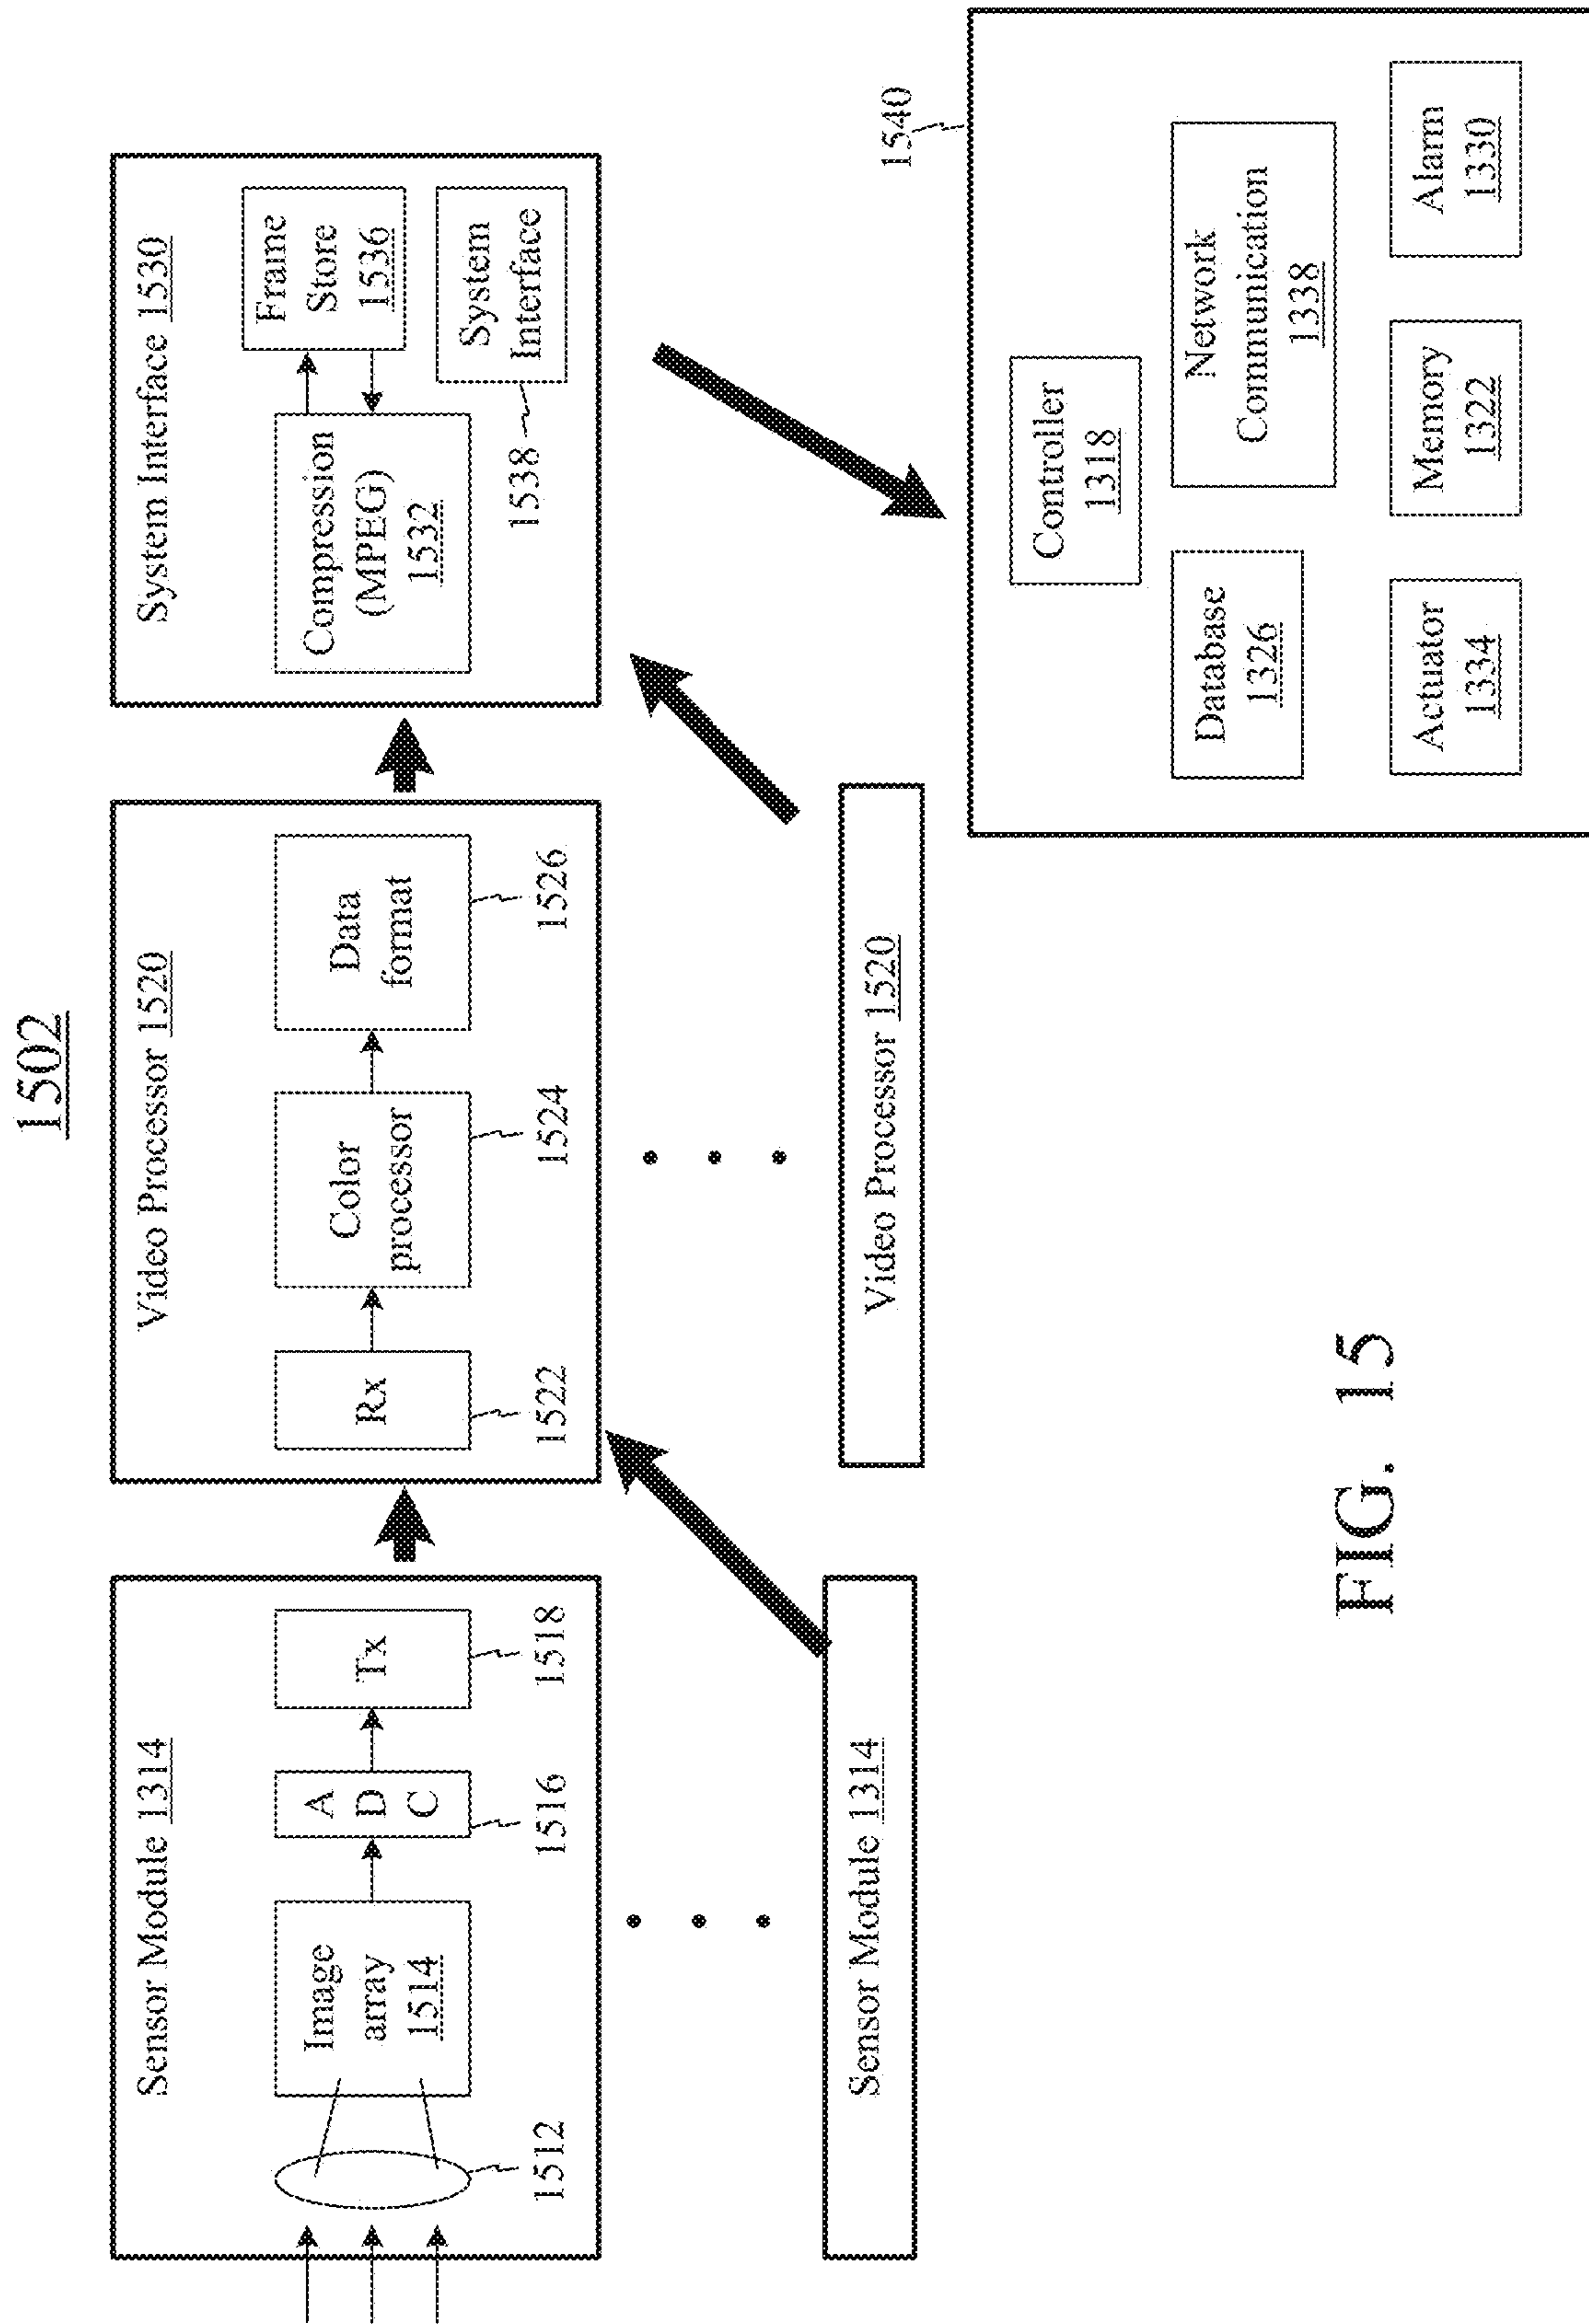 1502
Sensor Module 1314
Image
array
1514
A
D
C
Tx
1512
1516
1518
Video Processor 1520
Rx
Color
processor
Data
format
1522
1524
1526
System Interface 1530
Compression
(MPEG)
1532
Frame
Store
1536
System
Interface
1538
Sensor Module 1314
Video Processor 1520
1540
Controller
1318
Database
1326
Network
Communication
1338
Actuator
1334
Memory
1322
Alarm
1330
FIG. 15